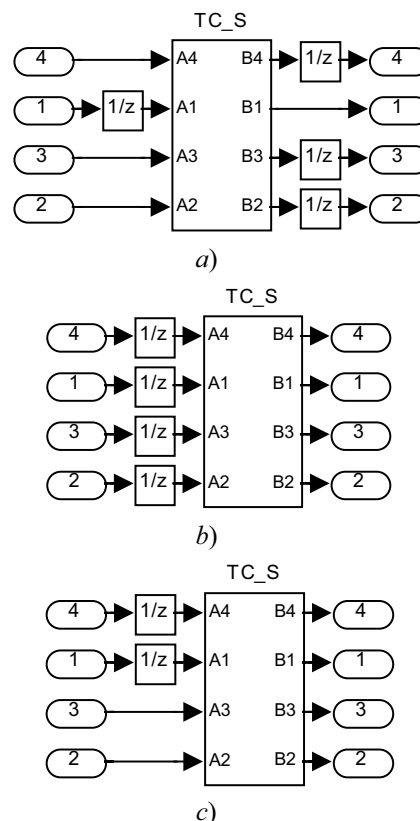 TC_S
4 A4 B4 1/z 4
1 1/z A1 B1 1
3 A3 B3 1/z 3
2 A2 B2 1/z 2
a)
TC_S
4 1/z A4 B4 4
1 1/z A1 B1 1
3 1/z A3 B3 3
2 1/z A2 B2 2
b)
TC_S
4 1/z A4 B4 4
1 1/z A1 B1 1
3 A3 B3 3
2 A2 B2 2
c)